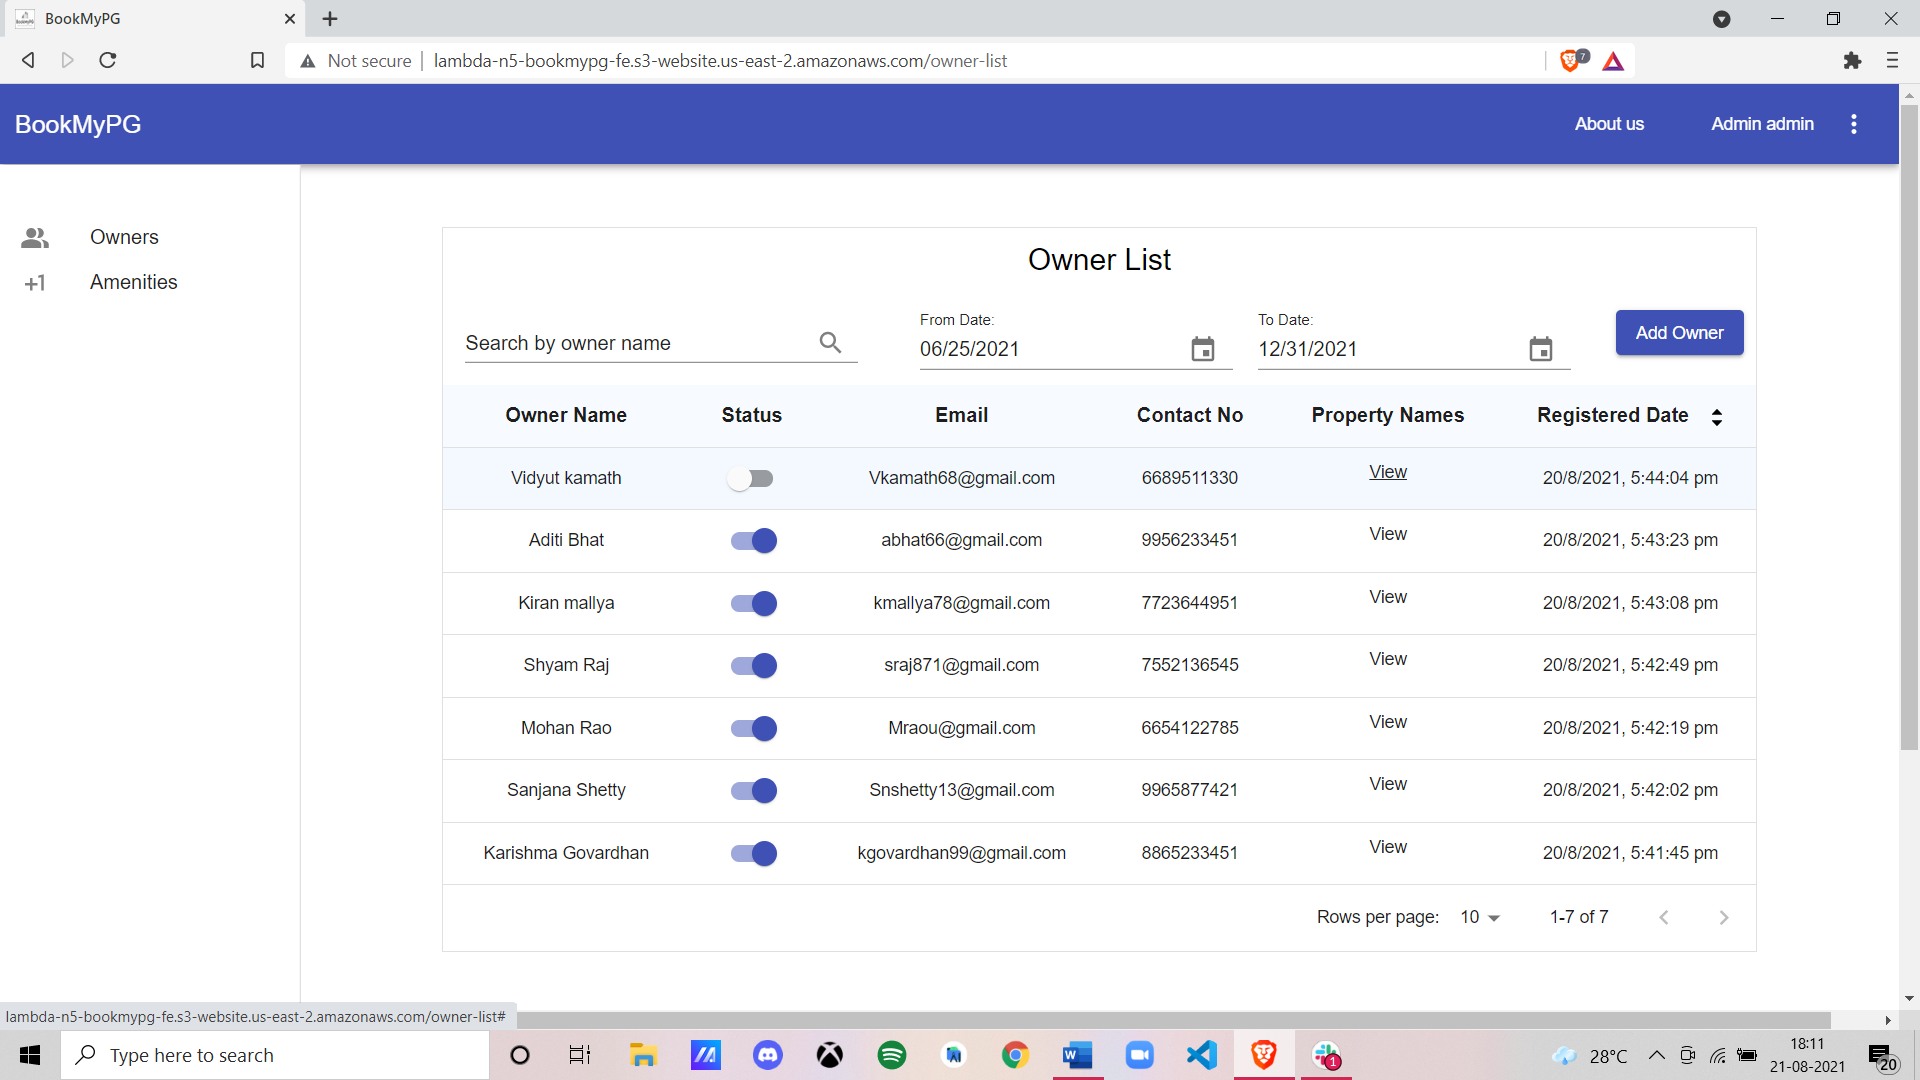 BookMyPG
Not secure | lambda-n5-bookmypg-fe.s3-website.us-east-2.amazonaws.com/owner-list
7
BookMyPG
About us
Admin admin
Owners
+1 Amenities
Owner List
Search by owner name
From Date:
06/25/2021
To Date:
12/31/2021
Add Owner
Owner Name Status Email Contact No Property Names Registered Date
Vidyut kamath Vkamath68@gmail.com 6689511330 View 20/8/2021, 5:44:04 pm
Aditi Bhat abhat66@gmail.com 9956233451 View 20/8/2021, 5:43:23 pm
Kiran mallya kmallya78@gmail.com 7723644951 View 20/8/2021, 5:43:08 pm
Shyam Raj sraj871@gmail.com 7552136545 View 20/8/2021, 5:42:49 pm
Mohan Rao Mraou@gmail.com 6654122785 View 20/8/2021, 5:42:19 pm
Sanjana Shetty Snshetty13@gmail.com 9965877421 View 20/8/2021, 5:42:02 pm
Karishma Govardhan kgovardhan99@gmail.com 8865233451 View 20/8/2021, 5:41:45 pm
Rows per page: 10 1-7 of 7
lambda-n5-bookmypg-fe.s3-website.us-east-2.amazonaws.com/owner-list#
Type here to search
W
1
28°C
18:11
21-08-2021
20